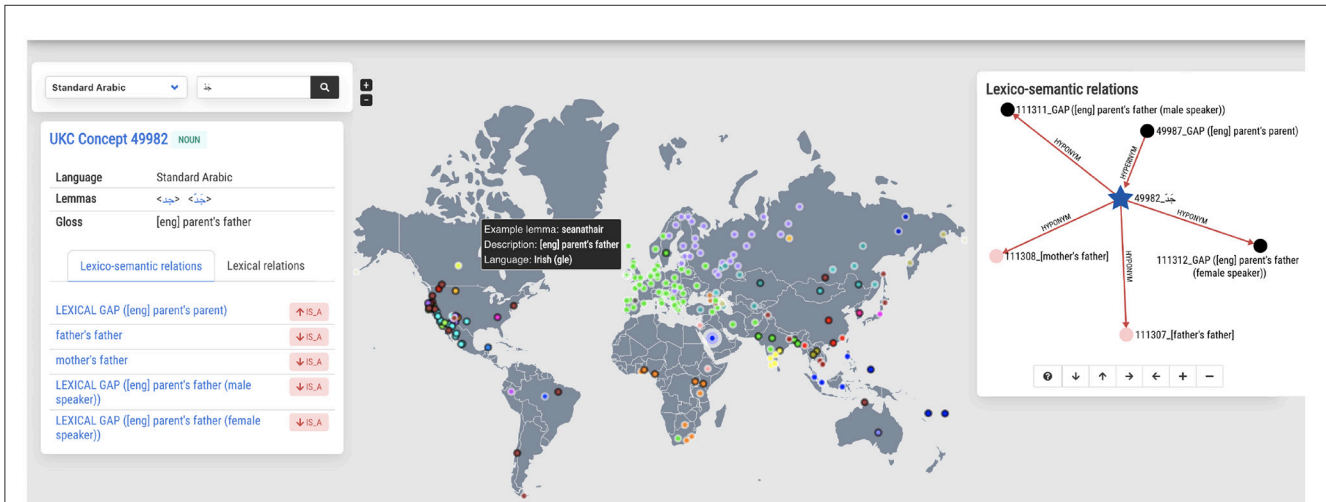 Standard Arabic
جَدّ
UKC Concept 49982 NOUN
Language Standard Arabic
Lemmas <جد> <جَدّ>
Gloss [eng] parent's father
Lexico-semantic relations Lexical relations
LEXICAL GAP ([eng] parent's parent) ↑ IS_A
father's father ↓ IS_A
mother's father ↓ IS_A
LEXICAL GAP ([eng] parent's father (male
speaker)) ↓ IS_A
LEXICAL GAP ([eng] parent's father (female
speaker)) ↓ IS_A
+
−
Example lemma: seanathair
Description: [eng] parent's father
Language: Irish (gle)
Lexico-semantic relations
111311_GAP ([eng] parent's father (male speaker))
49987_GAP ([eng] parent's parent)
HYPONYM
HYPERNYM
49982_جَدّ
HYPONYM
HYPONYM
111308_[mother's father]
HYPONYM
111312_GAP ([eng] parent's father
(female speaker))
111307_[father's father]
? ↓ ↑ → ← + −